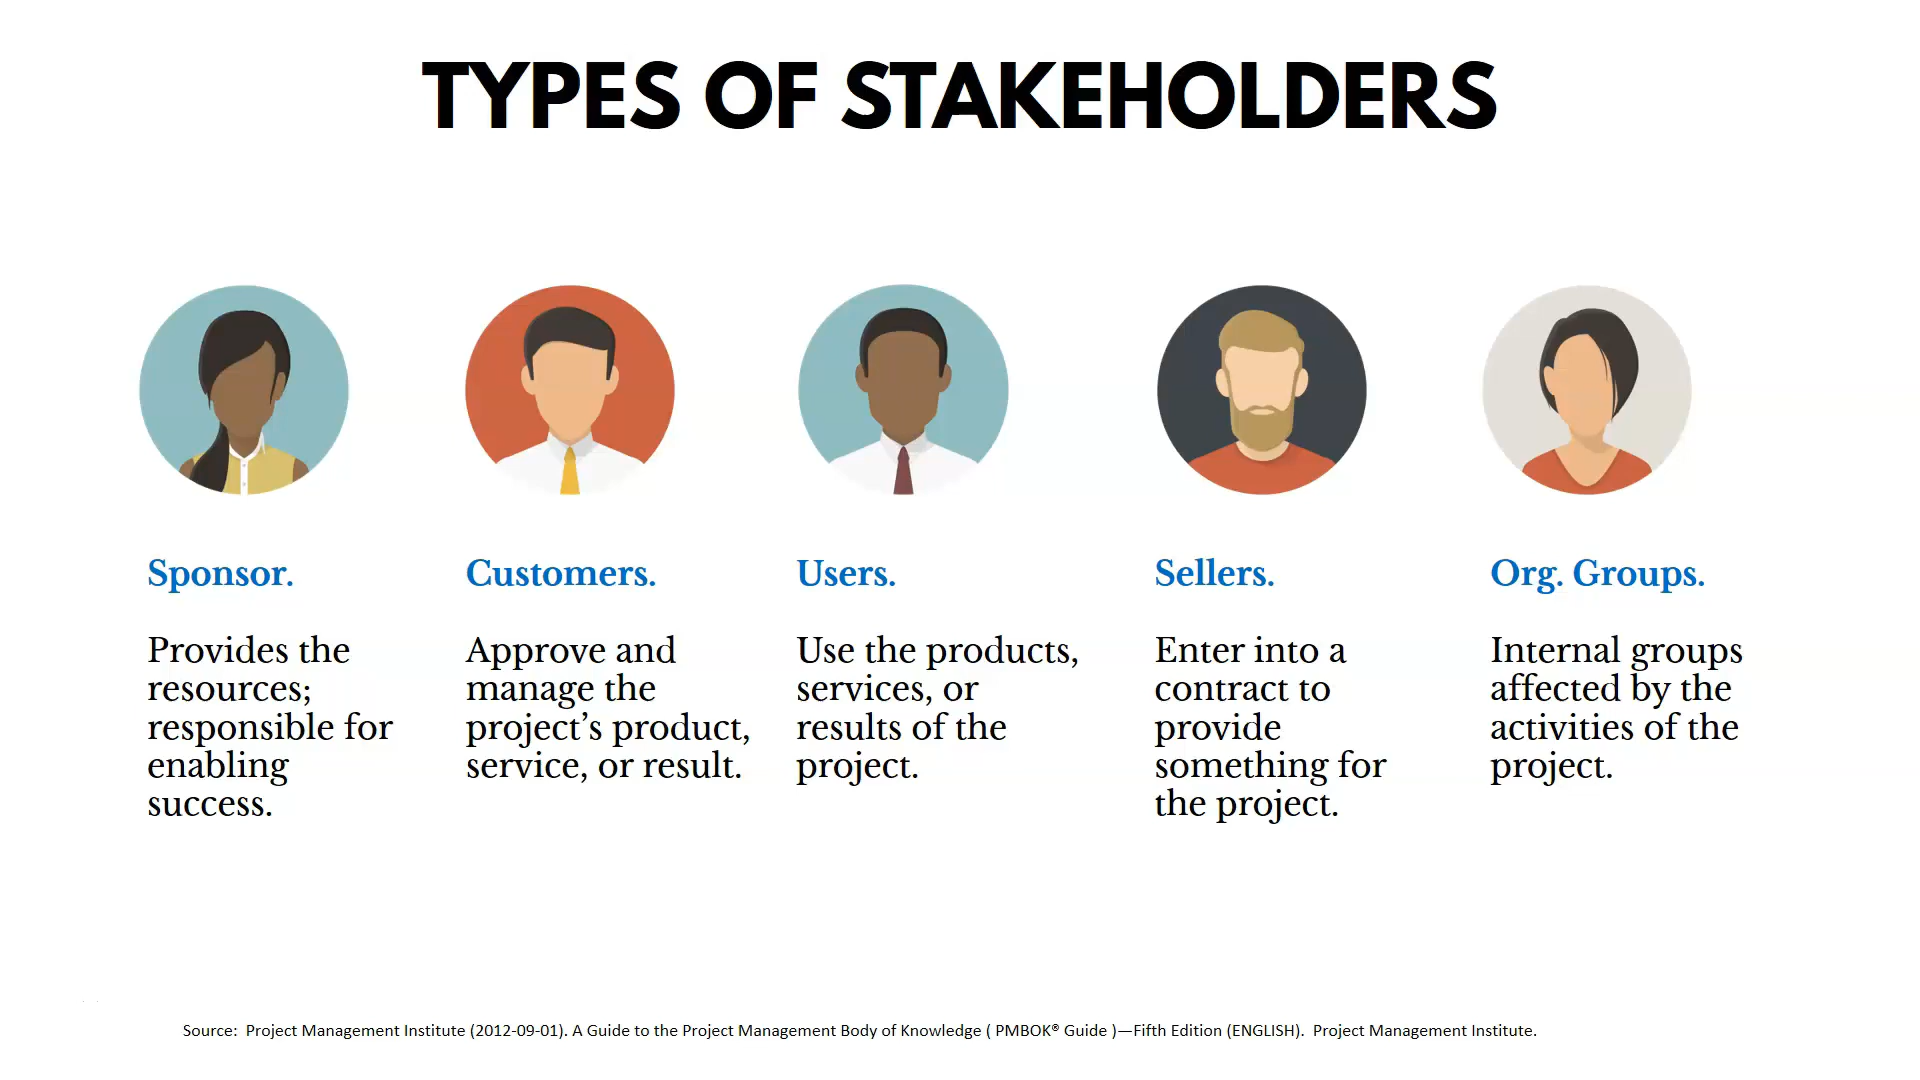 TYPES OF STAKEHOLDERS
Sponsor.
Provides the
resources;
responsible for
enabling
success.
Customers.
Approve and
manage the
project’s product,
service, or result.
Users.
Use the products,
services, or
results of the
project.
Sellers.
Enter into a
contract to
provide
something for
the project.
Org. Groups.
Internal groups
affected by the
activities of the
project.
Source:  Project Management Institute (2012-09-01). A Guide to the Project Management Body of Knowledge ( PMBOK® Guide )—Fifth Edition (ENGLISH).  Project Management Institute.